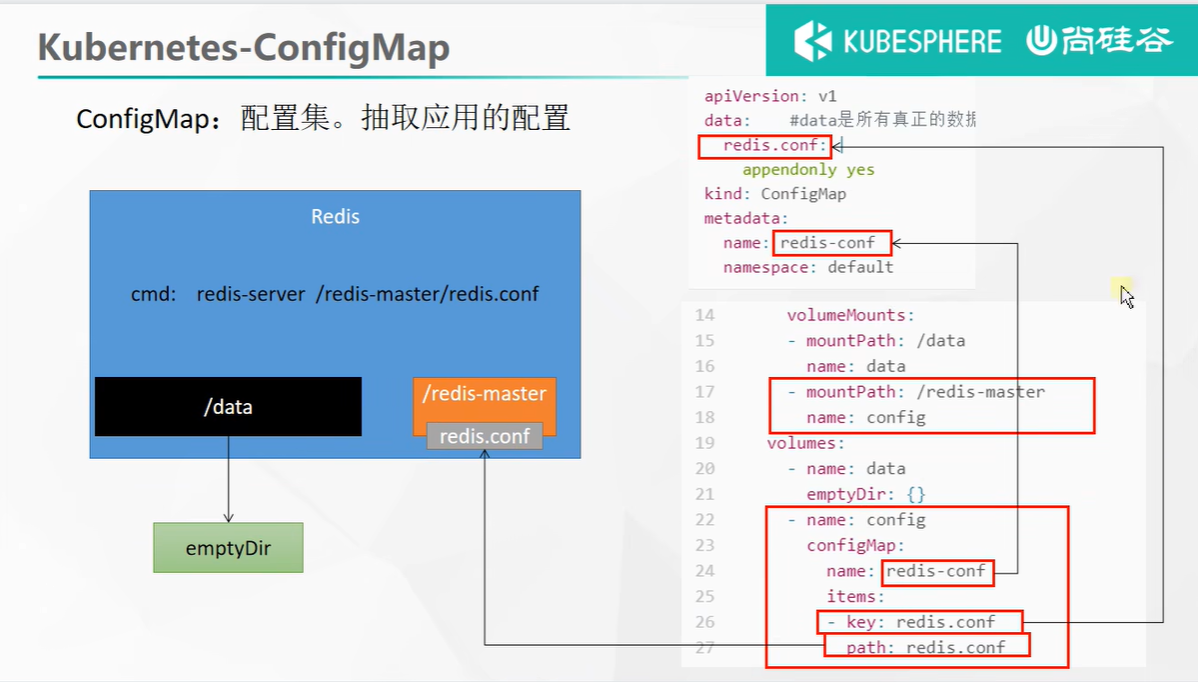 Kubernetes-ConfigMap
KUBESPHERE 尚硅谷
ConfigMap：配置集。抽取应用的配置
Redis
cmd: redis-server /redis-master/redis.conf
/data
/redis-master
redis.conf
emptyDir
apiVersion: v1
data: #data是所有真正的数据
redis.conf: |
appendonly yes
kind: ConfigMap
metadata:
name: redis-conf
namespace: default
14 volumeMounts:
15 - mountPath: /data
16 name: data
17 - mountPath: /redis-master
18 name: config
19 volumes:
20 - name: data
21 emptyDir: {}
22 - name: config
23 configMap:
24 name: redis-conf
25 items:
26 - key: redis.conf
27 path: redis.conf